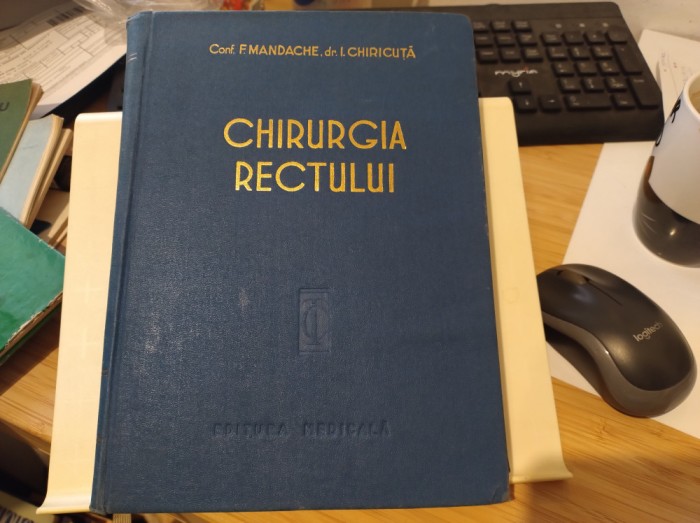 Conf. F. MANDACHE, dr. I. CHIRICUȚĂ
CHIRURGIA
RECTULUI
EDITURA MEDICALĂ
myria
logitech